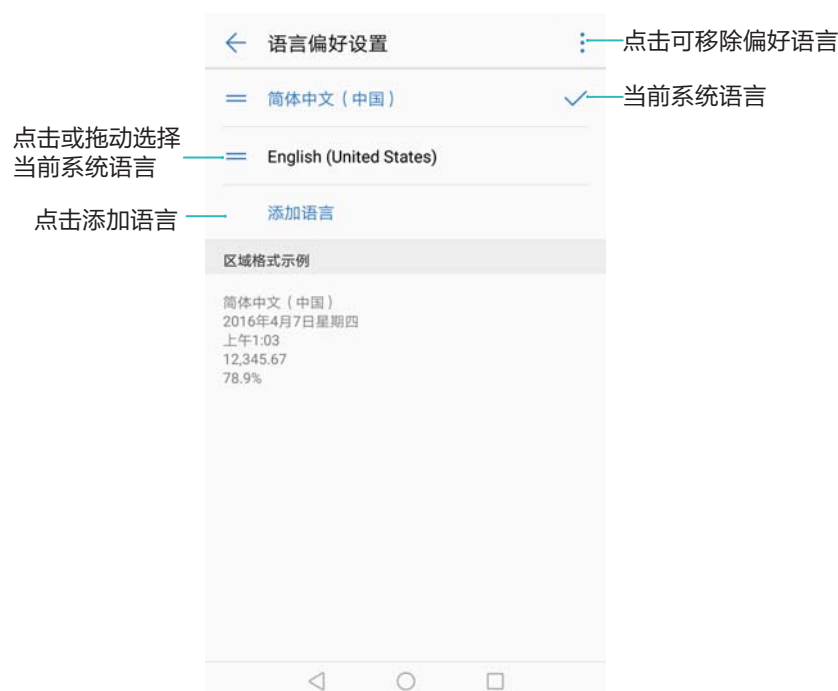 语言偏好设置
点击可移除偏好语言
简体中文（中国）
当前系统语言
点击或拖动选择
当前系统语言
English (United States)
点击添加语言
添加语言
区域格式示例
简体中文（中国）
2016年4月7日星期四
上午1:03
12,345.67
78.9%